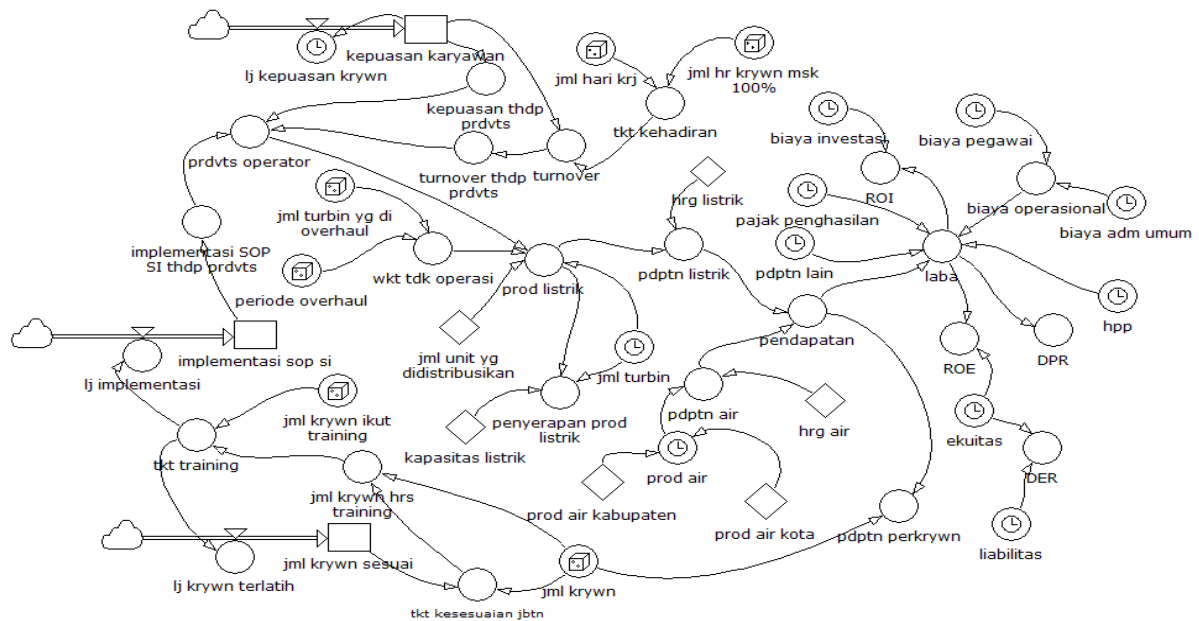 kepuasan karyawan
lj kepuasan krywn
jml hari krj
jml hr krywn msk
100%
kepuasan thdp
prdvts
tkt kehadiran
biaya investasi
biaya pegawai
prdvts operator
turnover thdp
prdvts
turnover
hrg listrik
ROI
pajak penghasilan
biaya operasional
biaya adm umum
jml turbin yg di
overhaul
implementasi SOP
SI thdp prdvts
wkt tdk operasi
prod listrik
pdptn listrik
pdptn lain
laba
periode overhaul
hpp
implementasi sop si
lj implementasi
jml unit yg
didistribusikan
jml turbin
pendapatan
ROE
DPR
jml krywn ikut
training
kapasitas listrik
penyerapan prod
listrik
pdptn air
hrg air
ekuitas
tkt training
jml krywn hrs
training
prod air
DER
prod air kabupaten
prod air kota
pdptn perkrywn
liabilitas
jml krywn sesuai
lj krywn terlatih
jml krywn
tkt kesesuaian jbtn